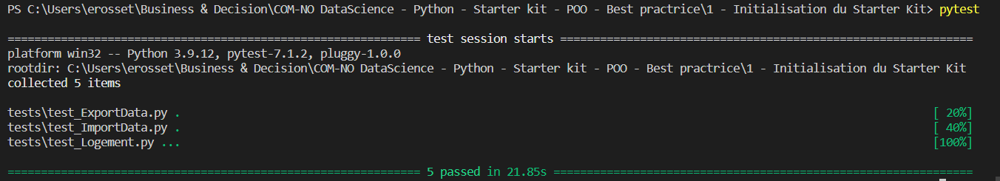 PS C:\Users\erosset\Business & Decision\COM-NO DataScience - Python - Starter kit - POO - Best practrice\1 - Initialisation du Starter Kit> pytest
============================================================== test session starts ==============================================================
platform win32 -- Python 3.9.12, pytest-7.1.2, pluggy-1.0.0
rootdir: C:\Users\erosset\Business & Decision\COM-NO DataScience - Python - Starter kit - POO - Best practrice\1 - Initialisation du Starter Kit
collected 5 items
tests\test_ExportData.py . [ 20%]
tests\test_ImportData.py . [ 40%]
tests\test_Logement.py ... [100%]
============================================================== 5 passed in 21.85s ===============================================================